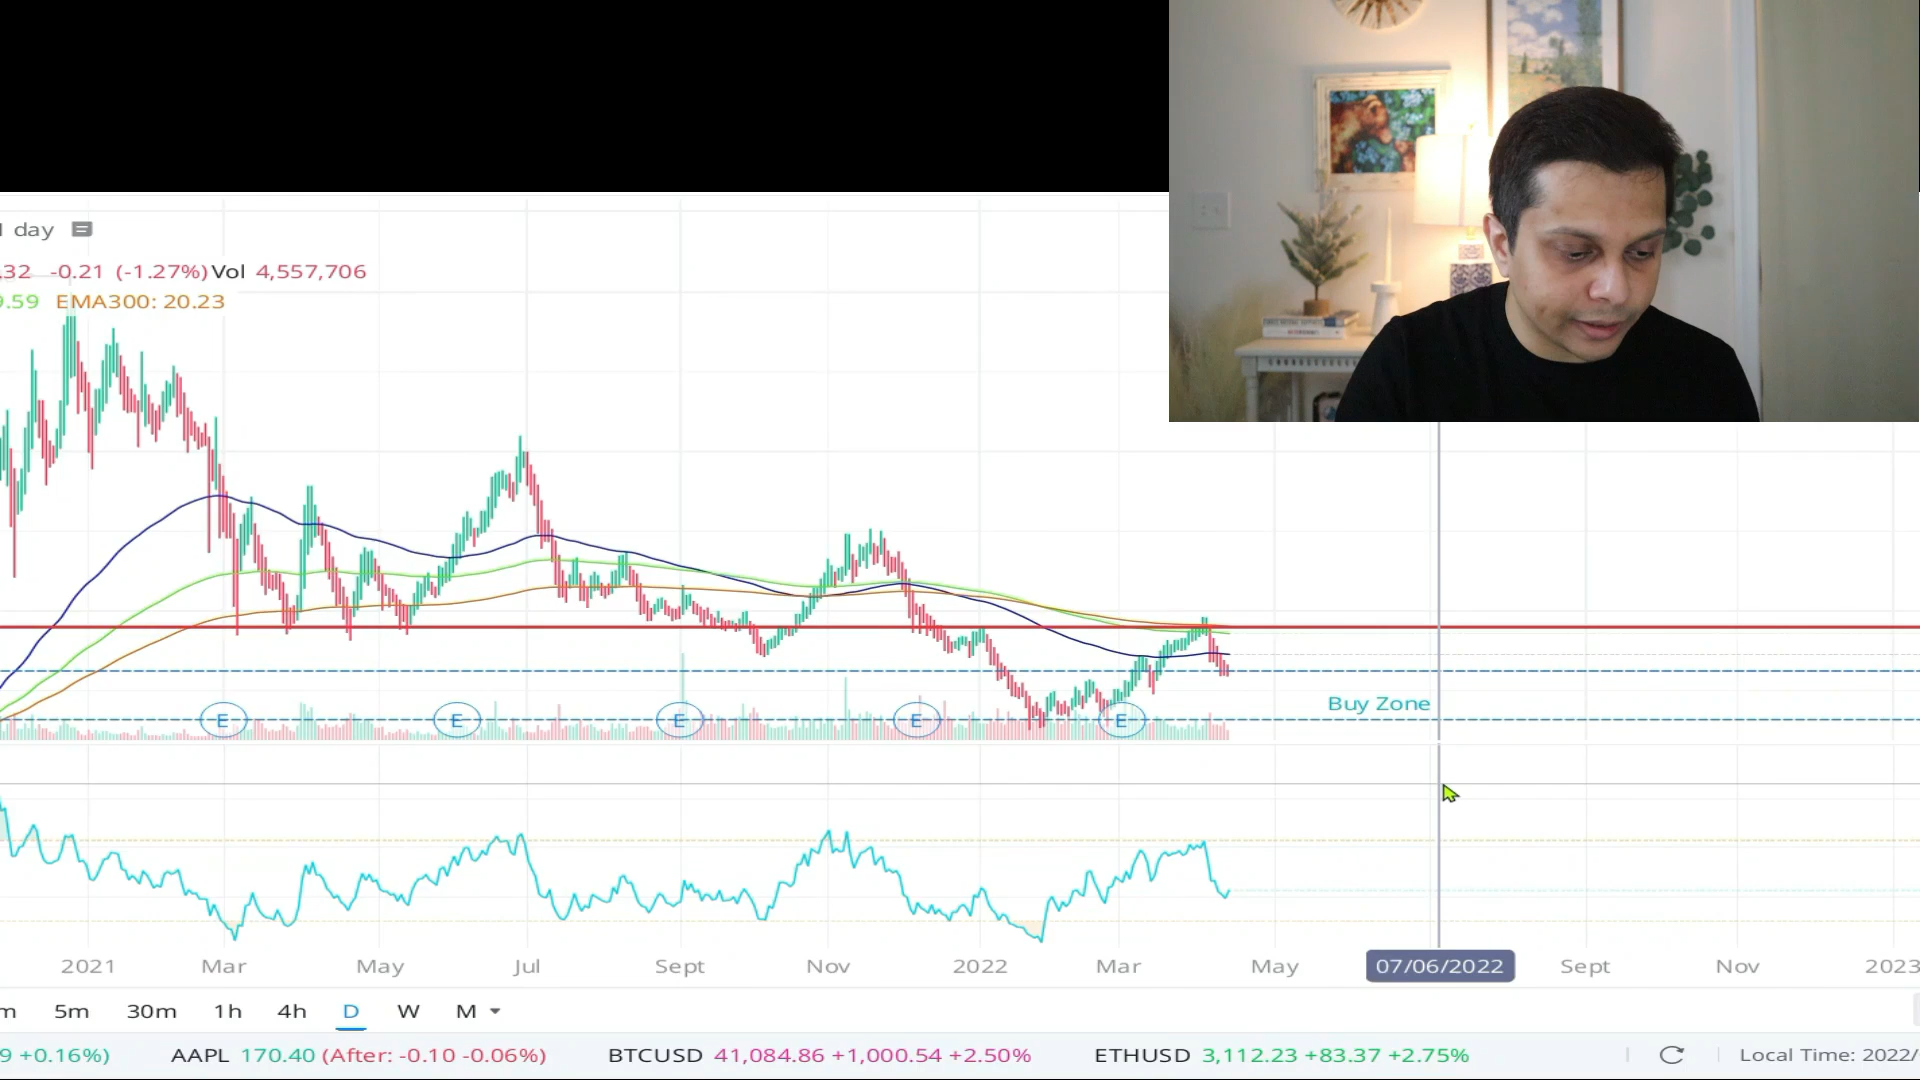 1 day
.32 -0.21 (-1.27%) Vol 4,557,706
9.59 EMA300: 20.23
Buy Zone
E E E E E
2021 Mar May Jul Sept Nov 2022 Mar May 07/06/2022 Sept Nov 2023
m 5m 30m 1h 4h D W M
9 +0.16%) AAPL 170.40 (After: -0.10 -0.06%) BTCUSD 41,084.86 +1,000.54 +2.50% ETHUSD 3,112.23 +83.37 +2.75% Local Time: 2022/